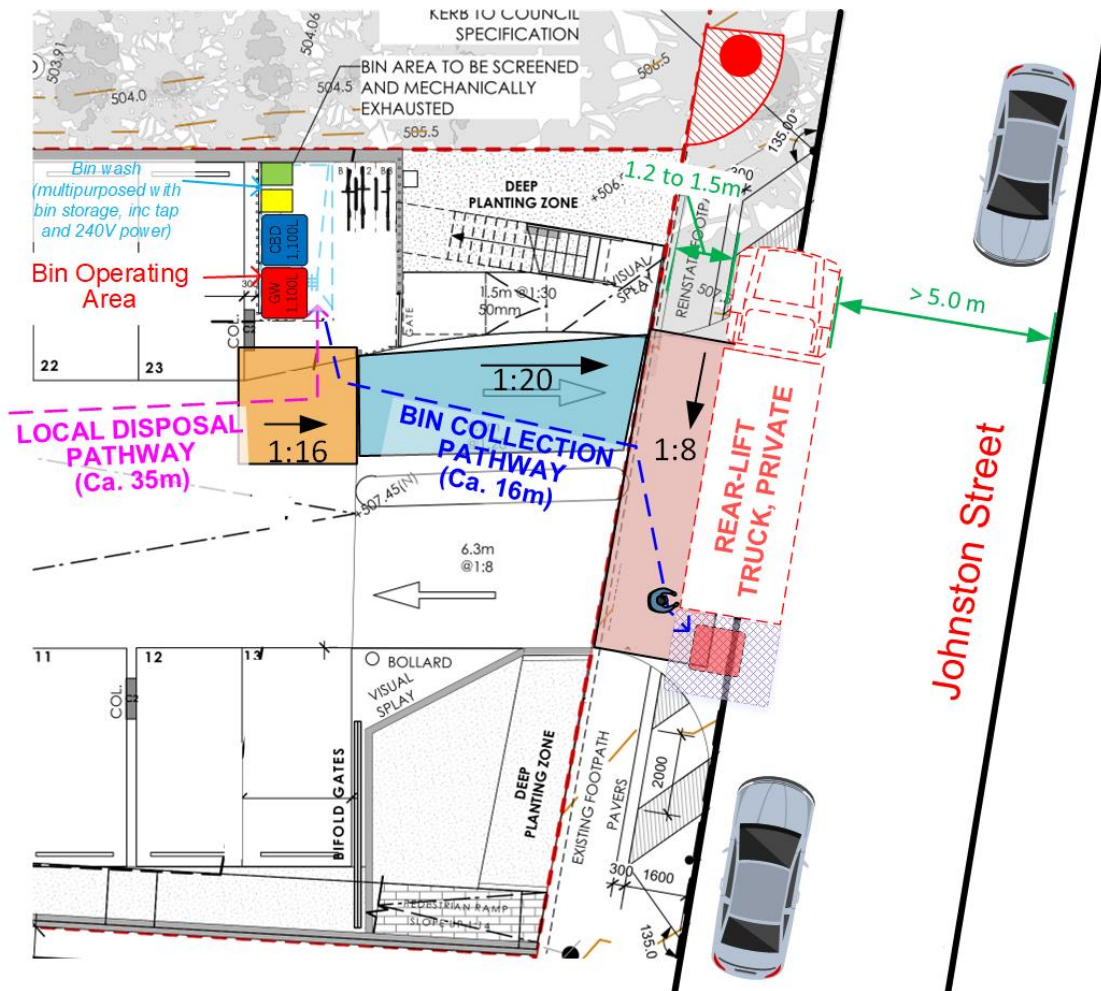 KERB TO COUNCIL
SPECIFICATION
BIN AREA TO BE SCREENED
AND MECHANICALLY
EXHAUSTED
503.91
504.0
504.06
504.5
505.5
506.5
135.00°
Bin wash
(multipurposed with
bin storage, inc tap
and 240V power)
Bin Operating
Area
CBD
1,100L
GW
1,100L
DEEP
PLANTING ZONE
1.2 to 1.5m
VISUAL
SPLAY
1.5m @1:30
50mm
GATE
COL.
22
23
> 5.0 m
1:20
1:16
1:8
LOCAL DISPOSAL
PATHWAY
(Ca. 35m)
BIN COLLECTION
PATHWAY
(Ca. 16m)
REAR-LIFT
TRUCK, PRIVATE
Johnston Street
+507.45(N)
6.3m
@1:8
11
12
13
COL.
C2
BOLLARD
VISUAL
SPLAY
BIFOLD GATES
DEEP
PLANTING ZONE
EXISTING FOOTPATH
PAVERS
2000
300
1600
135.0
PEDESTRIAN RAMP
SLOPE UP 1:14